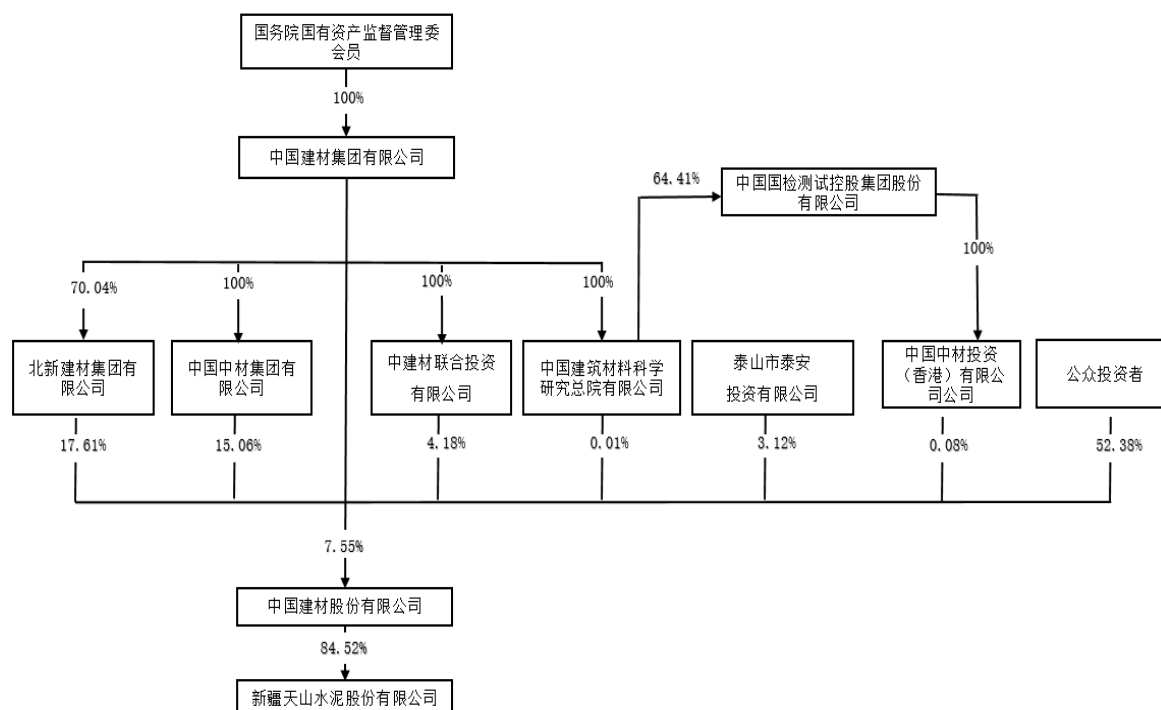 国务院国有资产监督管理委
会员
100%
中国建材集团有限公司
64.41%
中国国检测试控股集团股份
有限公司
100%
70.04%
100%
100%
100%
北新建材集团有
限公司
中国中材集团有
限公司
中建材联合投资
有限公司
中国建筑材料科学
研究总院有限公司
泰山市泰安
投资有限公司
中国中材投资
（香港）有限公
司公司
公众投资者
17.61%
15.06%
4.18%
0.01%
3.12%
0.08%
52.38%
7.55%
中国建材股份有限公司
84.52%
新疆天山水泥股份有限公司